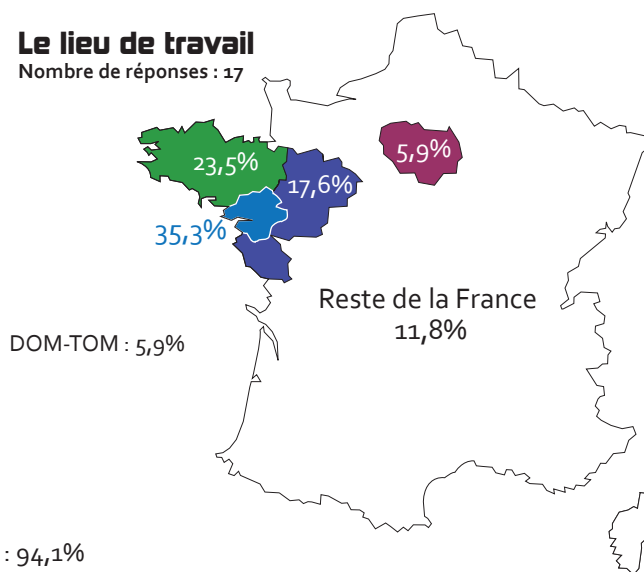 Le lieu de travail
Nombre de réponses : 17
23,5%
5,9%
17,6%
35,3%
Reste de la France
11,8%
DOM-TOM : 5,9%
: 94,1%